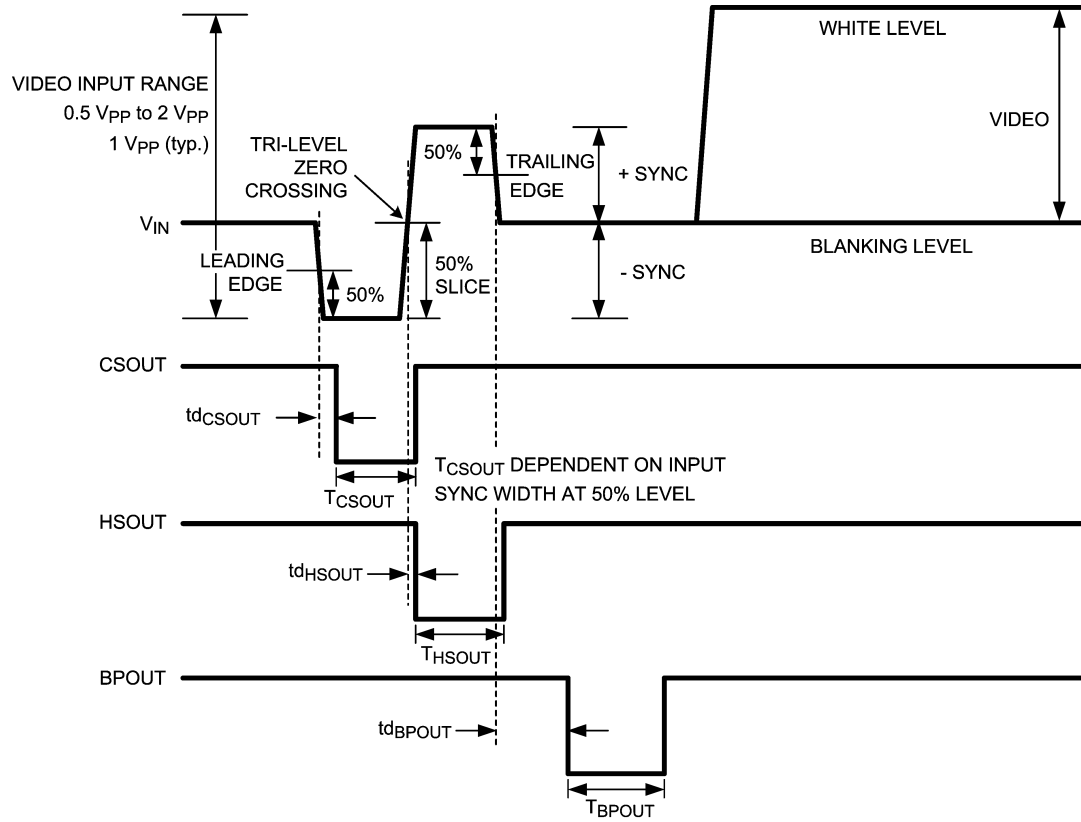 VIDEO INPUT RANGE
0.5 VPP to 2 VPP
1 VPP (typ.)
WHITE LEVEL
VIDEO
TRI-LEVEL
ZERO
CROSSING
50%
TRAILING
EDGE
+ SYNC
VIN
BLANKING LEVEL
LEADING
EDGE
50%
50%
SLICE
- SYNC
CSOUT
tdCSOUT
TCSOUT
TCSOUT DEPENDENT ON INPUT
SYNC WIDTH AT 50% LEVEL
HSOUT
tdHSOUT
THSOUT
BPOUT
tdBPOUT
TBPOUT